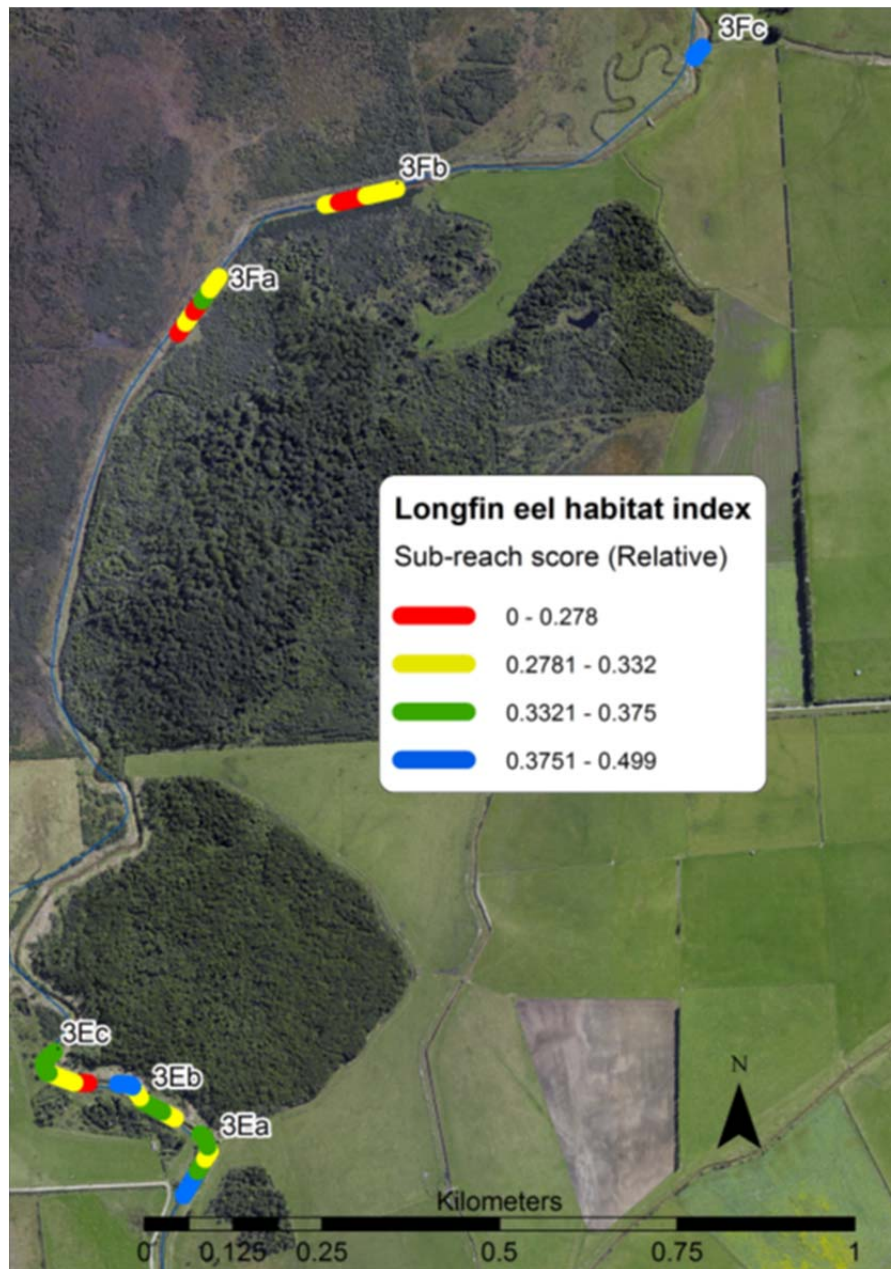 3Fc
3Fb
3Fa
Longfin eel habitat index
Sub-reach score (Relative)
0 - 0.278
0.2781 - 0.332
0.3321 - 0.375
0.3751 - 0.499
3Ec
3Eb
3Ea
N
Kilometers
0 0.125 0.25 0.5 0.75 1